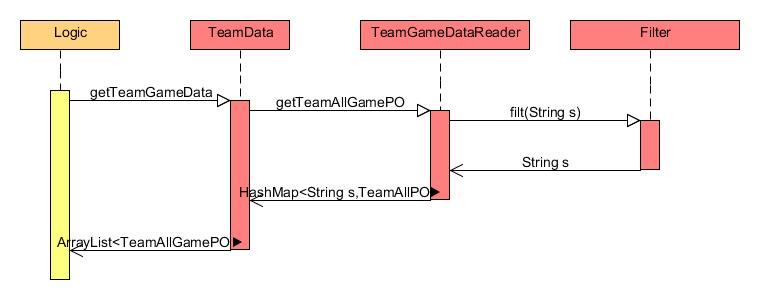 Logic
TeamData
TeamGameDataReader
Filter
getTeamGameData
getTeamAllGamePO
filt(String s)
String s
HashMap<String s,TeamAllPO
ArrayList<TeamAllGamePO